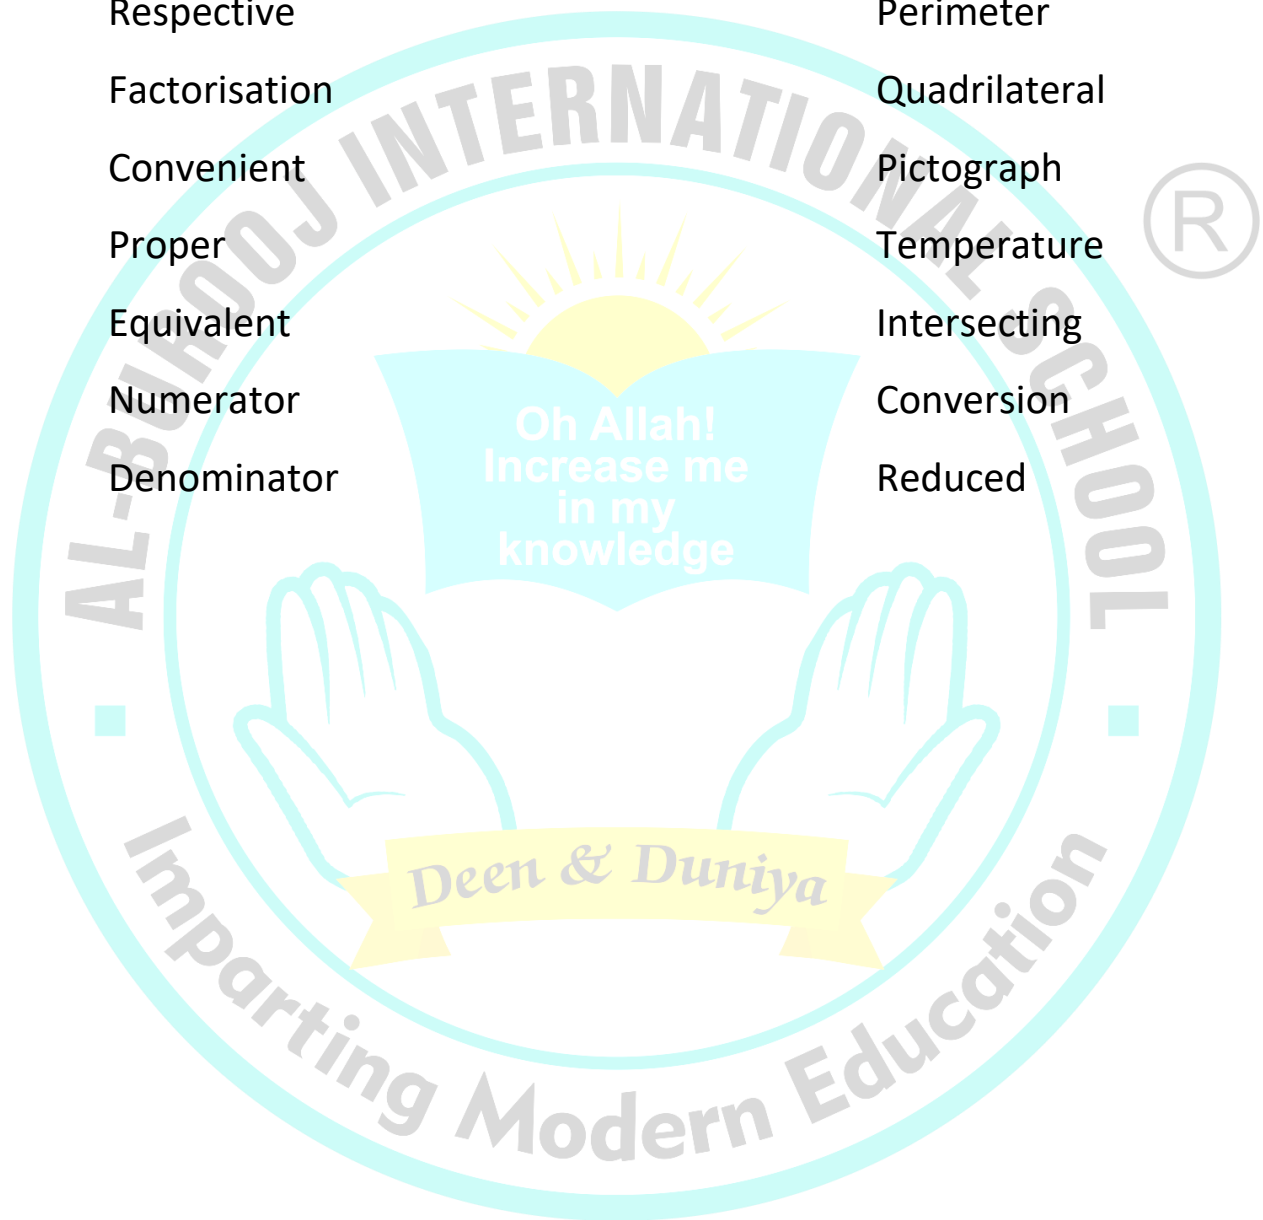 Respective Perimeter
Factorisation Quadrilateral
Convenient Pictograph
Proper Temperature
Equivalent Intersecting
Numerator Conversion
Denominator Reduced
AL-BUROOJ INTERNATIONAL SCHOOL
®
Oh Allah!
Increase me
in my
knowledge
Deen & Duniya
Imparting Modern Education